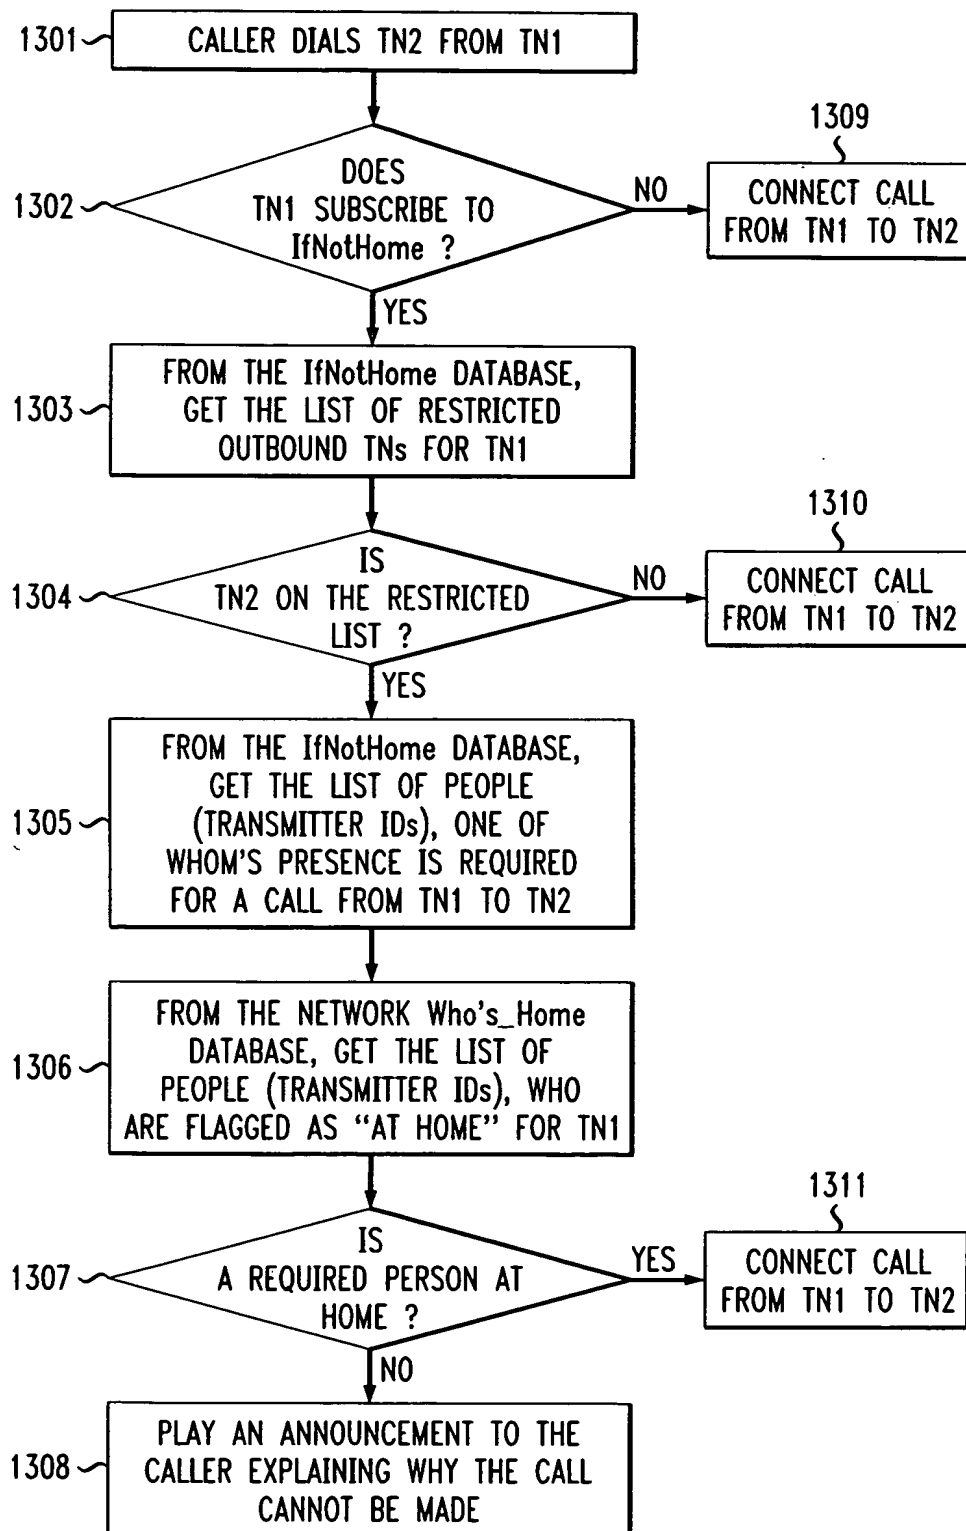 1301
CALLER DIALS TN2 FROM TN1
1309
1302
DOES
TN1 SUBSCRIBE TO
IfNotHome ?
NO
CONNECT CALL
FROM TN1 TO TN2
YES
1303
FROM THE IfNotHome DATABASE,
GET THE LIST OF RESTRICTED
OUTBOUND TNs FOR TN1
1310
1304
IS
TN2 ON THE RESTRICTED
LIST ?
NO
CONNECT CALL
FROM TN1 TO TN2
YES
1305
FROM THE IfNotHome DATABASE,
GET THE LIST OF PEOPLE
(TRANSMITTER IDs), ONE OF
WHOM'S PRESENCE IS REQUIRED
FOR A CALL FROM TN1 TO TN2
1306
FROM THE NETWORK Who's_Home
DATABASE, GET THE LIST OF
PEOPLE (TRANSMITTER IDs), WHO
ARE FLAGGED AS “AT HOME” FOR TN1
1311
1307
IS
A REQUIRED PERSON AT
HOME ?
YES
CONNECT CALL
FROM TN1 TO TN2
NO
1308
PLAY AN ANNOUNCEMENT TO THE
CALLER EXPLAINING WHY THE CALL
CANNOT BE MADE